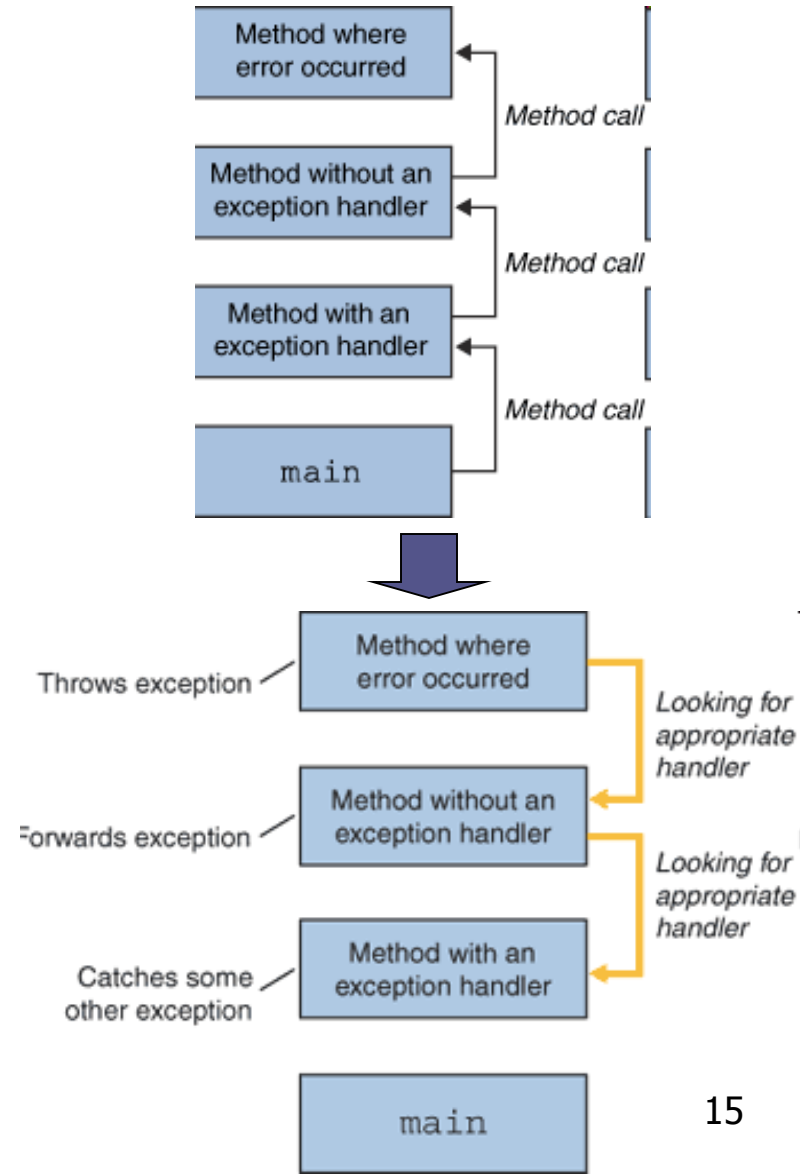 Method where
error occurred
Method call
Method without an
exception handler
Method call
Method with an
exception handler
Method call
main
Throws exception
Method where
error occurred
Looking for
appropriate
handler
Forwards exception
Method without an
exception handler
Looking for
appropriate
handler
Catches some
other exception
Method with an
exception handler
main
15